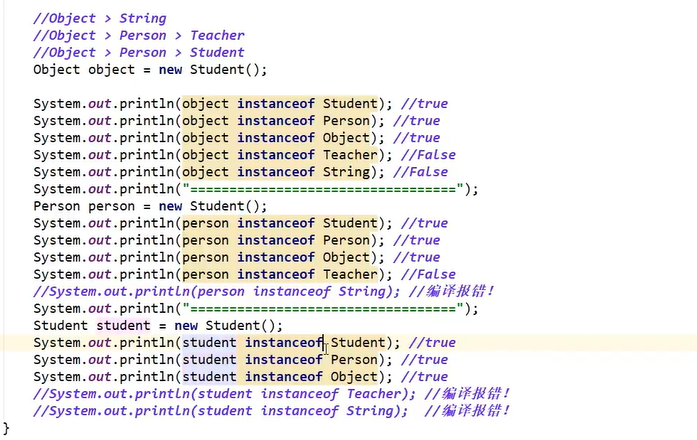 //Object > String
//Object > Person > Teacher
//Object > Person > Student
Object object = new Student();
System.out.println(object instanceof Student); //true
System.out.println(object instanceof Person); //true
System.out.println(object instanceof Object); //true
System.out.println(object instanceof Teacher); //False
System.out.println(object instanceof String); //False
System.out.println("==================================");
Person person = new Student();
System.out.println(person instanceof Student); //true
System.out.println(person instanceof Person); //true
System.out.println(person instanceof Object); //true
System.out.println(person instanceof Teacher); //False
//System.out.println(person instanceof String); //编译报错!
System.out.println("==================================");
Student student = new Student();
System.out.println(student instanceof Student); //true
System.out.println(student instanceof Person); //true
System.out.println(student instanceof Object); //true
//System.out.println(student instanceof Teacher); //编译报错!
//System.out.println(student instanceof String);  //编译报错!
}